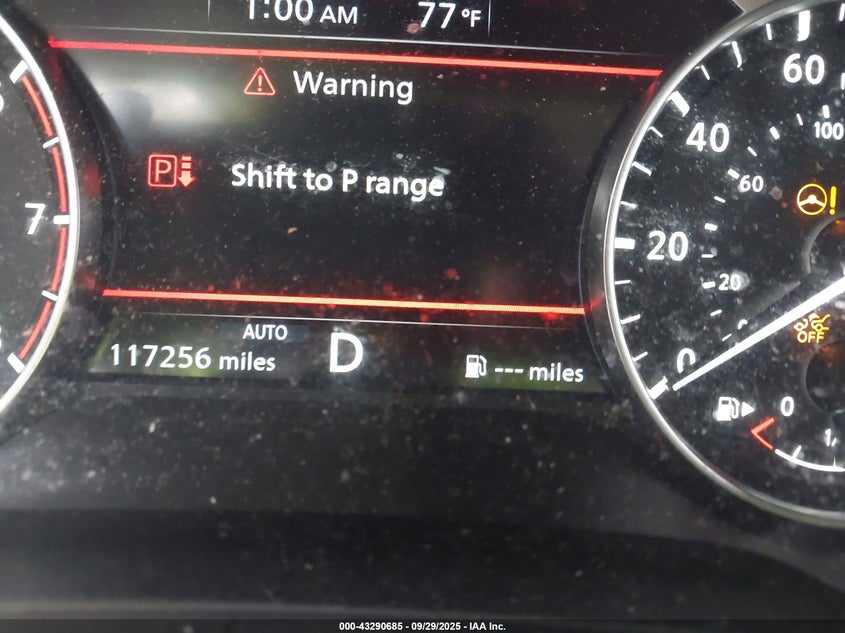 1:00 AM 77°F
Warning
P Shift to P range
AUTO
117256 miles D --- miles
7
60
40
20
0
100
60
20
!
OFF
0
000-43290685 - 09/29/2025 - IAA Inc.